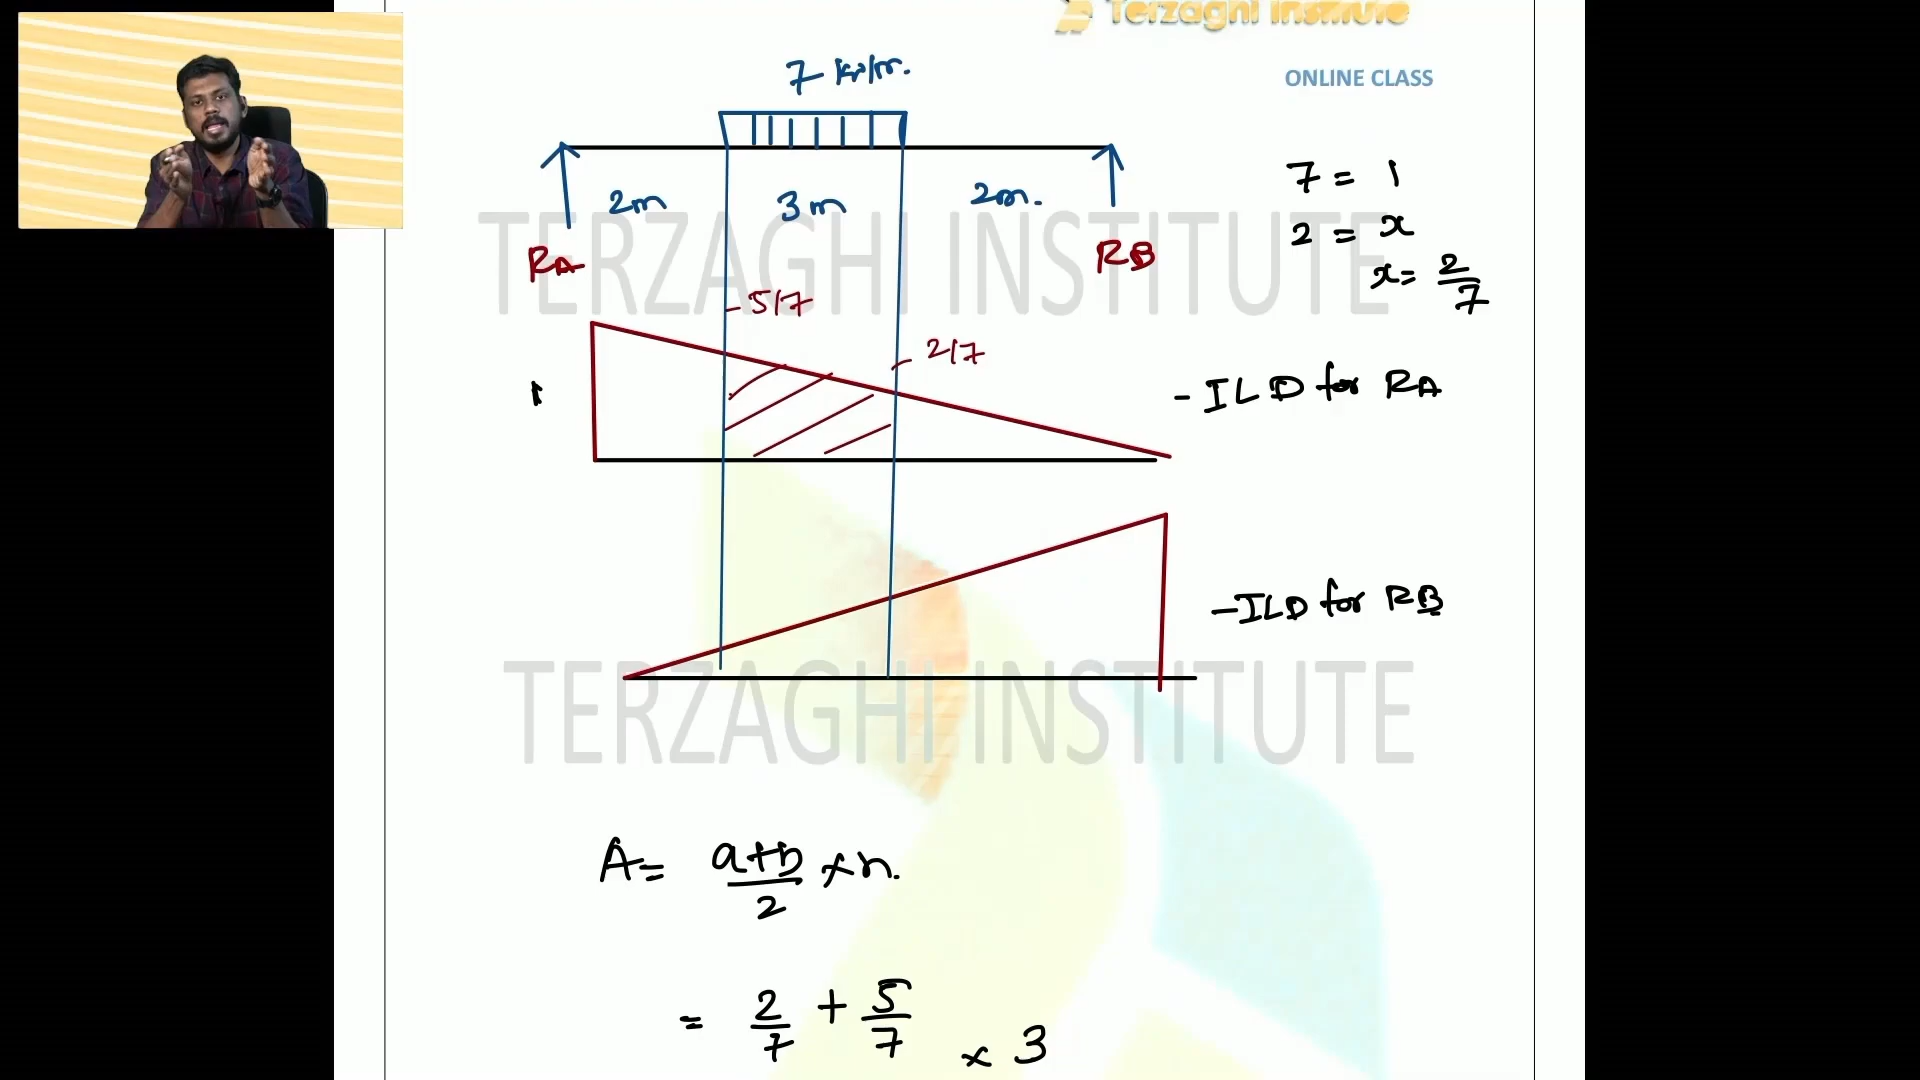 Terzaghi Institute
ONLINE CLASS
7 kN/m.
2m 3m 2m.
RA RB
7 = 1
2 = x
x = 2/7
TERZAGHI INSTITUTE
5/7
2/7
1
- ILD for RA
- ILD for RB
TERZAGHI INSTITUTE
A = a+b/2 × h.
= 2/7 + 5/7 × 3